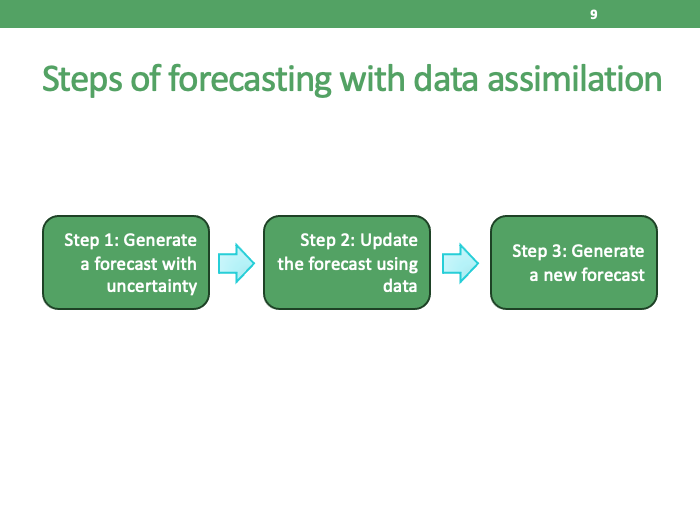 9
Steps of forecasting with data assimilation
Step 1: Generate
a forecast with
uncertainty
Step 2: Update
the forecast using
data
Step 3: Generate
a new forecast